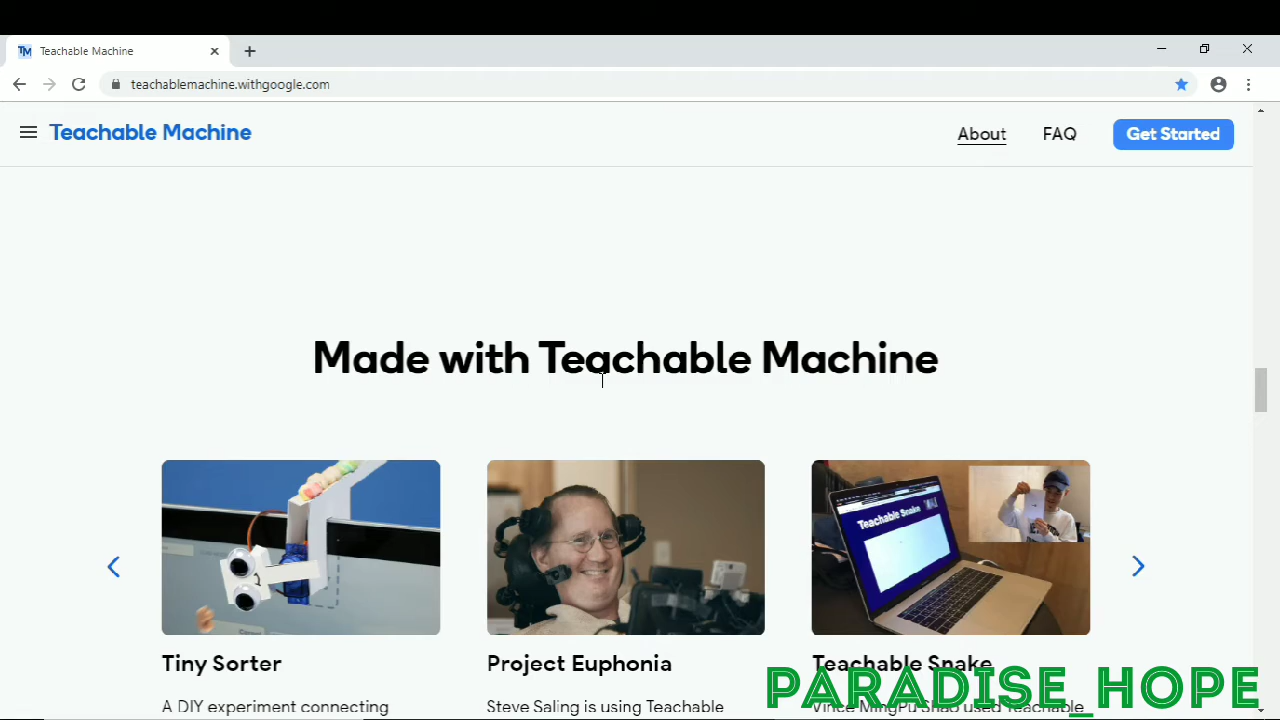 TM Teachable Machine
teachablemachine.withgoogle.com
Teachable Machine
About FAQ Get Started
Made with Teachable Machine
Teachable Snake
Tiny Sorter
Project Euphonia
Teachable Snake
A DIY experiment connecting
Steve Saling is using Teachable
Vince MingPu Shao used Teachable
PARADISE_HOPE